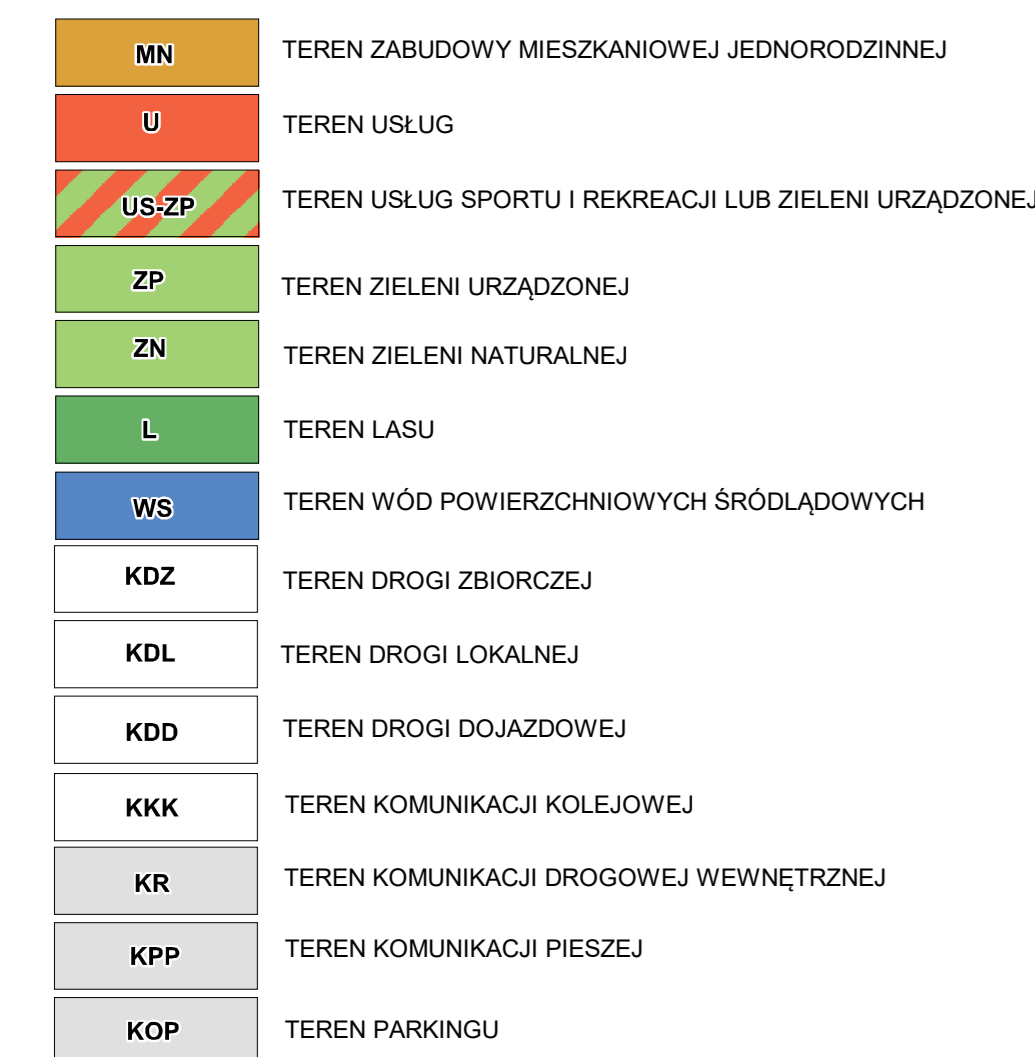 MN TEREN ZABUDOWY MIESZKANIOWEJ JEDNORODZINNEJ
U TEREN USŁUG
US-ZP TEREN USŁUG SPORTU I REKREACJI LUB ZIELENI URZĄDZONEJ
ZP TEREN ZIELENI URZĄDZONEJ
ZN TEREN ZIELENI NATURALNEJ
L TEREN LASU
WS TEREN WÓD POWIERZCHNIOWYCH ŚRÓDLĄDOWYCH
KDZ TEREN DROGI ZBIORCZEJ
KDL TEREN DROGI LOKALNEJ
KDD TEREN DROGI DOJAZDOWEJ
KKK TEREN KOMUNIKACJI KOLEJOWEJ
KR TEREN KOMUNIKACJI DROGOWEJ WEWNĘTRZNEJ
KPP TEREN KOMUNIKACJI PIESZEJ
KOP TEREN PARKINGU